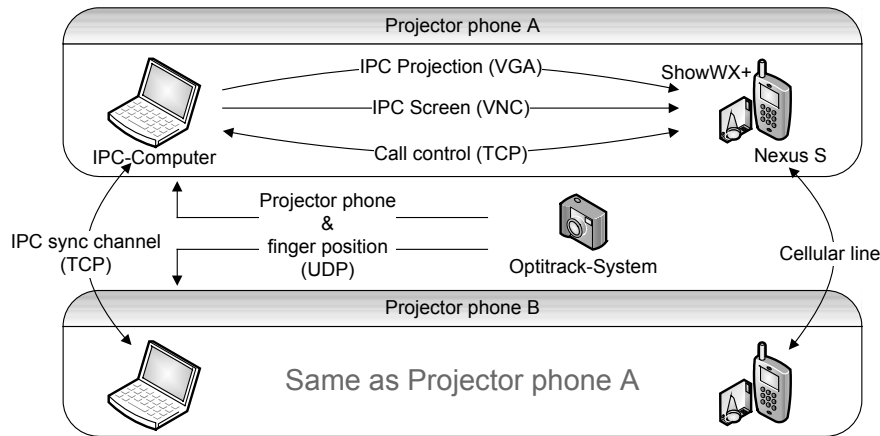 Projector phone A
IPC Projection (VGA)
ShowWX+
IPC Screen (VNC)
Call control (TCP)
IPC-Computer
Nexus S
Projector phone
&
finger position
(UDP)
IPC sync channel
(TCP)
Optitrack-System
Cellular line
Projector phone B
Same as Projector phone A